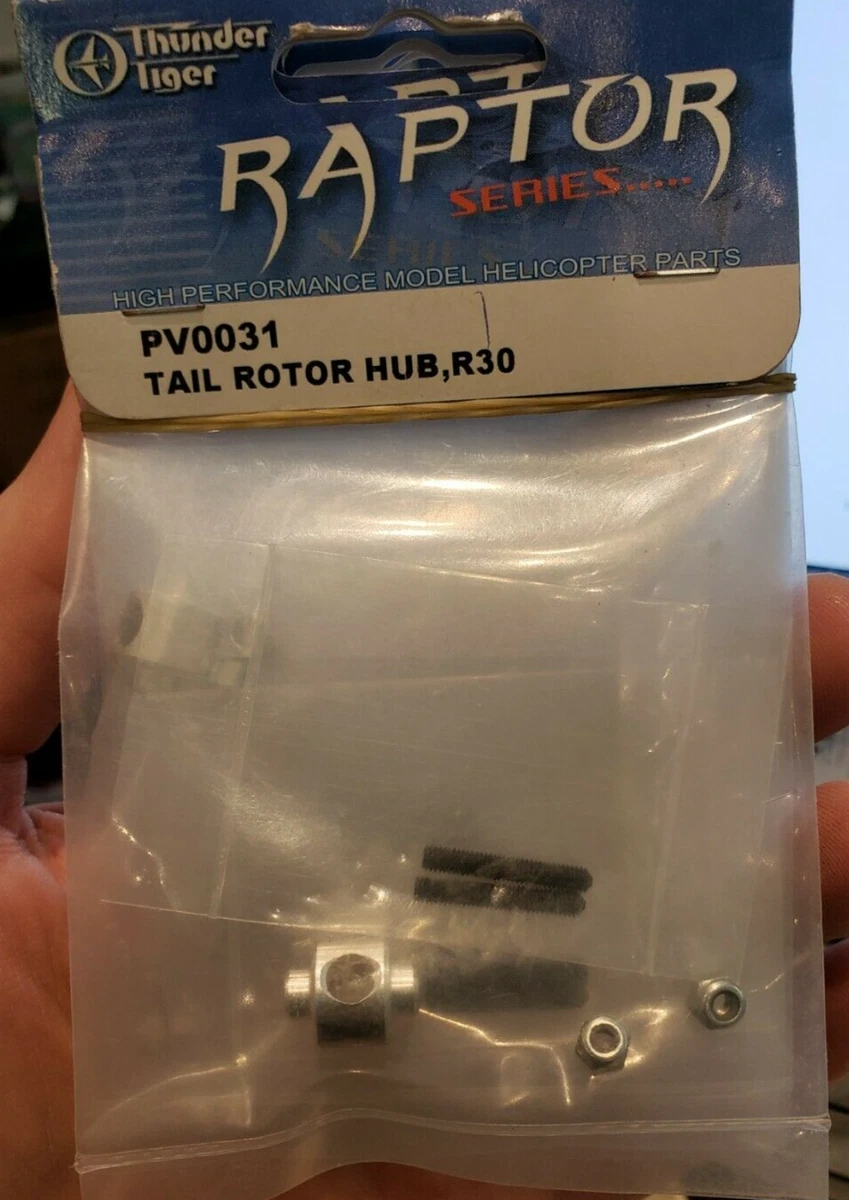 Thunder
Tiger
RAPTOR
SERIES.....
HIGH PERFORMANCE MODEL HELICOPTER PARTS
PV0031
TAIL ROTOR HUB,R30